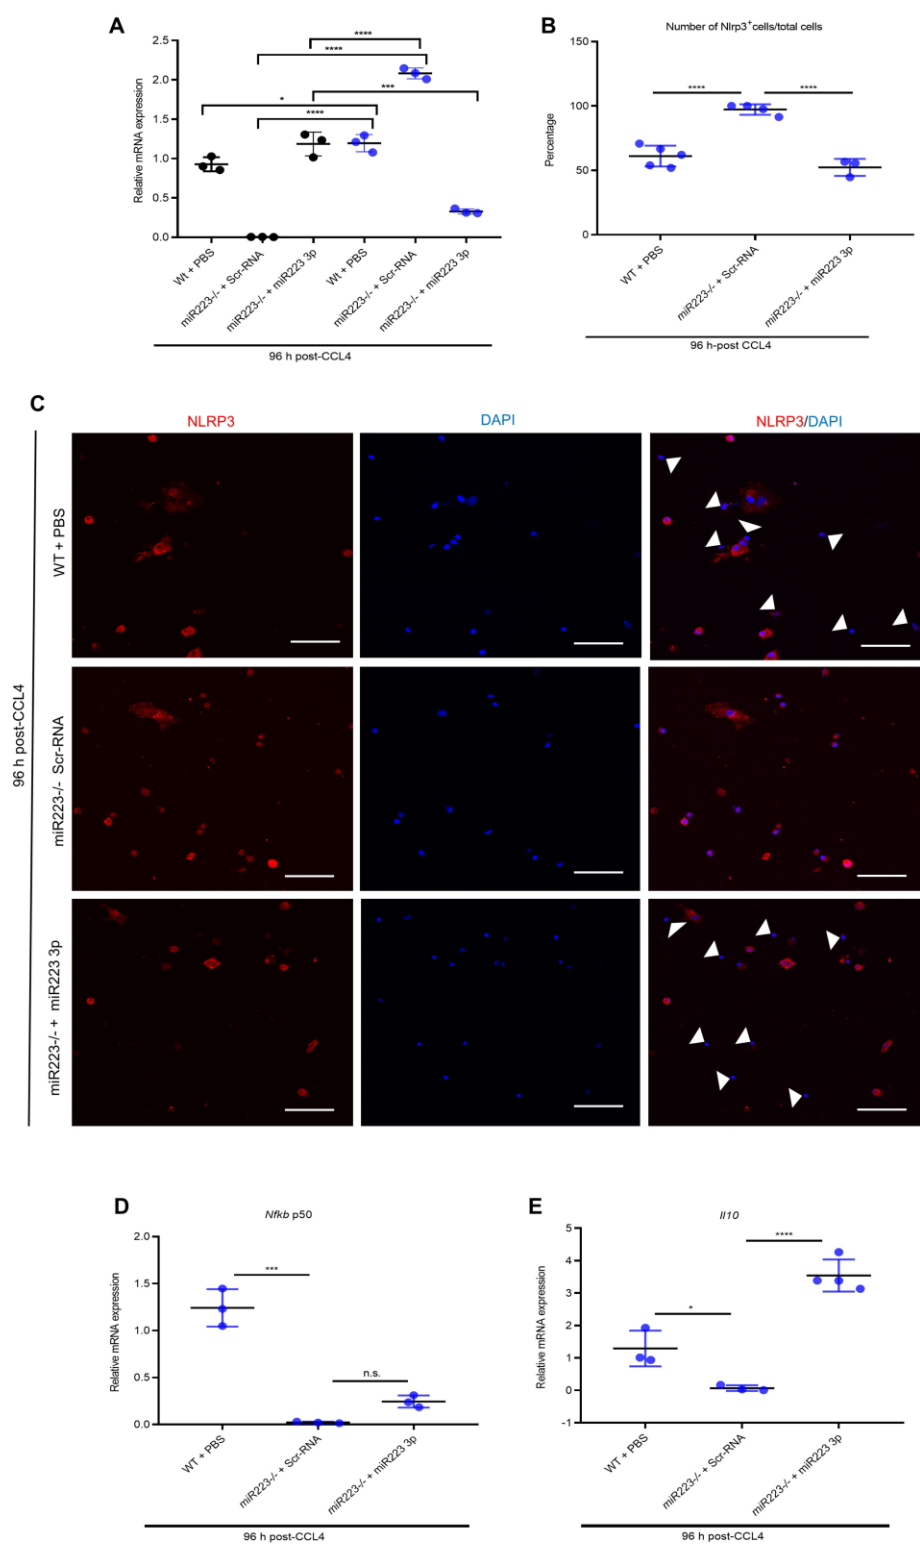 A
Relative mRNA expression
2.5
2.0
1.5
1.0
0.5
0.0
****
****
***
*
****
Wt + PBS
miR223-/- + Scr-RNA
miR223-/- + miR223 3p
Wt + PBS
miR223-/- + Scr-RNA
miR223-/- + miR223 3p
96 h post-CCL4
B
Number of Nlrp3+cells/total cells
Percentage
150
100
50
0
****
****
WT + PBS
miR223-/- + Scr-RNA
miR223-/- + miR223 3p
96 h-post CCL4
C
NLRP3
DAPI
NLRP3/DAPI
96 h post-CCL4
WT + PBS
miR223-/- Scr-RNA
miR223-/- + miR223 3p
D
Nfkb p50
Relative mRNA expression
2.0
1.5
1.0
0.5
0.0
***
n.s.
WT + PBS
miR223-/- + Scr-RNA
miR223-/- + miR223 3p
96 h post-CCL4
E
Il10
Relative mRNA expression
5
4
3
2
1
0
-1
****
*
WT + PBS
miR223-/- + Scr-RNA
miR223-/- + miR223 3p
96 h post-CCL4